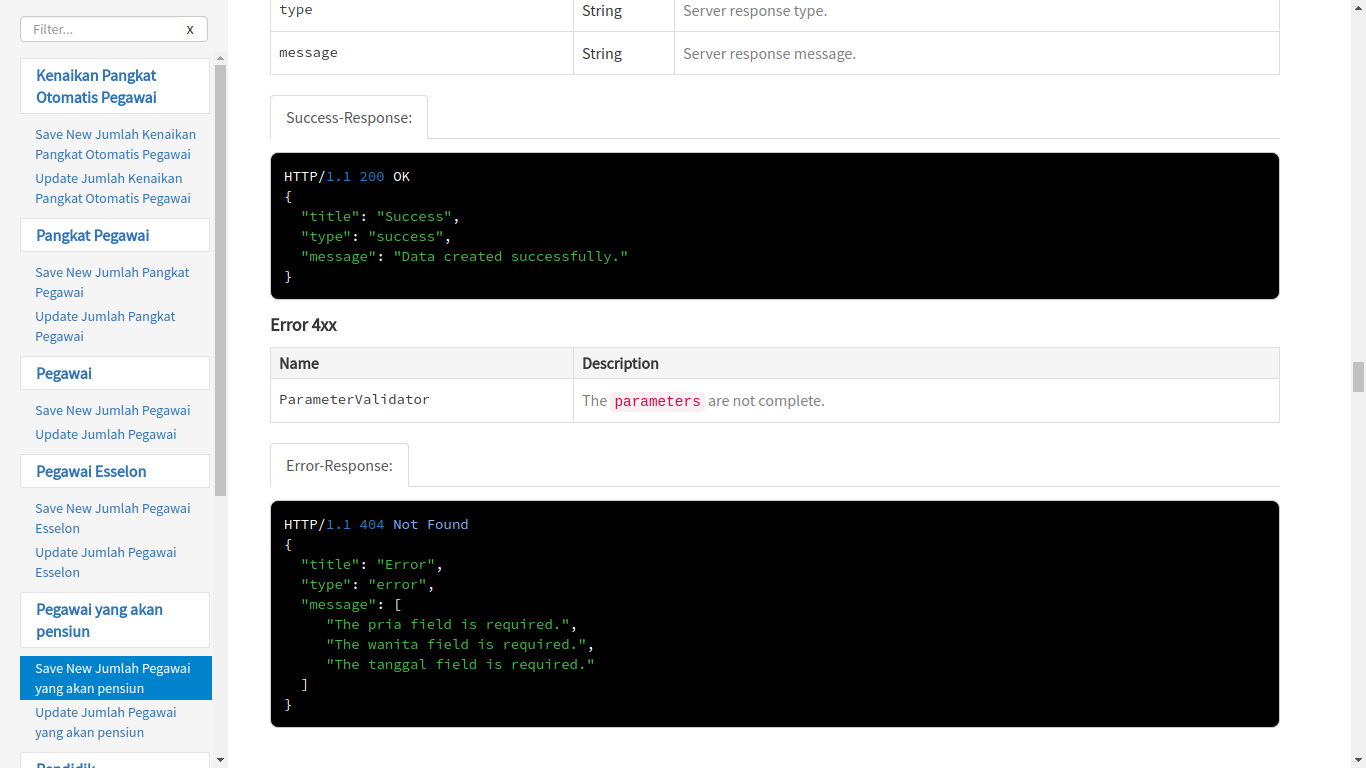 Filter...
x
Kenaikan Pangkat
Otomatis Pegawai
Save New Jumlah Kenaikan
Pangkat Otomatis Pegawai
Update Jumlah Kenaikan
Pangkat Otomatis Pegawai
Pangkat Pegawai
Save New Jumlah Pangkat
Pegawai
Update Jumlah Pangkat
Pegawai
Pegawai
Save New Jumlah Pegawai
Update Jumlah Pegawai
Pegawai Esselon
Save New Jumlah Pegawai
Esselon
Update Jumlah Pegawai
Esselon
Pegawai yang akan
pensiun
Save New Jumlah Pegawai
yang akan pensiun
Update Jumlah Pegawai
yang akan pensiun
Pendidik
type String Server response type.
message String Server response message.
Success-Response:
HTTP/1.1 200 OK
{
"title": "Success",
"type": "success",
"message": "Data created successfully."
}
Error 4xx
Name Description
ParameterValidator The parameters are not complete.
Error-Response:
HTTP/1.1 404 Not Found
{
"title": "Error",
"type": "error",
"message": [
"The pria field is required.",
"The wanita field is required.",
"The tanggal field is required."
]
}